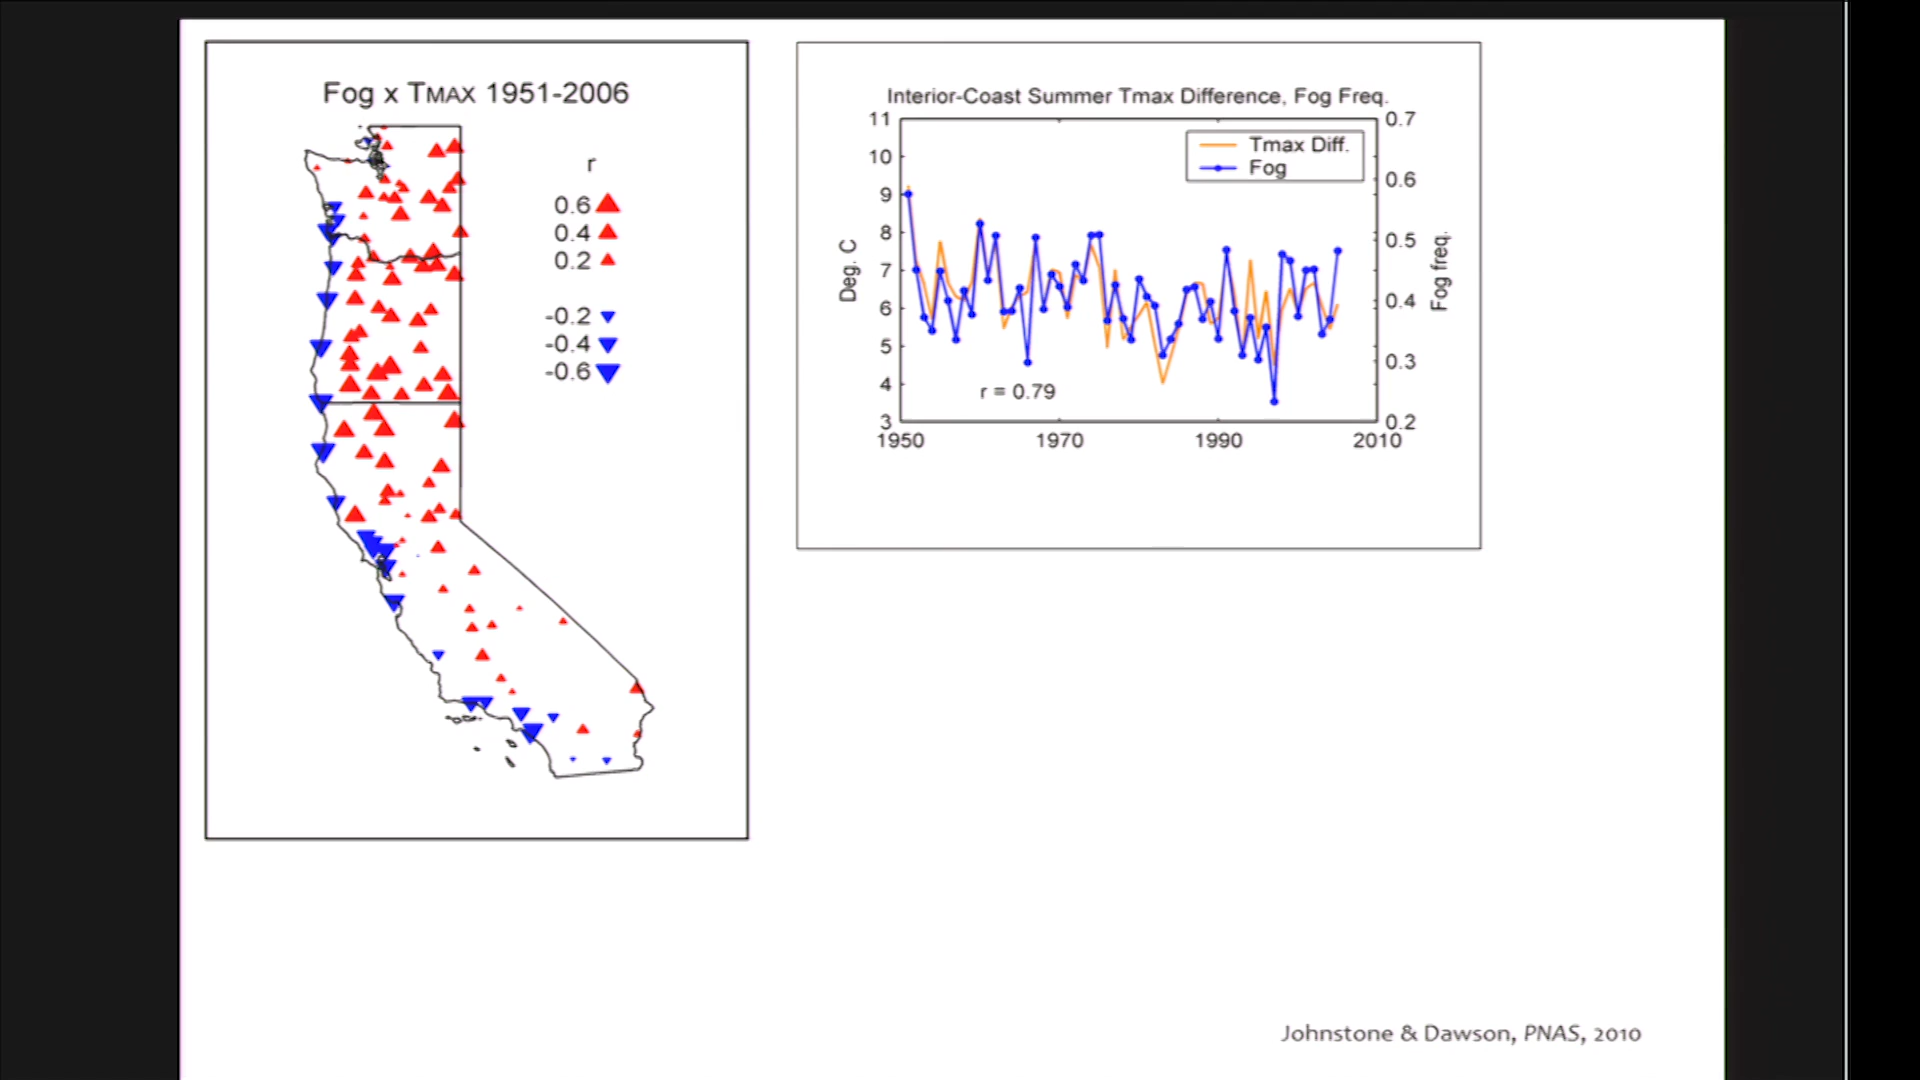 Fog x TMAX 1951-2006
r
0.6
0.4
0.2
-0.2
-0.4
-0.6
Interior-Coast Summer Tmax Difference, Fog Freq.
Tmax Diff.
Fog
11
10
9
8
7
6
5
4
3
Deg. C
0.7
0.6
0.5
0.4
0.3
0.2
Fog freq.
r = 0.79
1950 1970 1990 2010
Johnstone & Dawson, PNAS, 2010